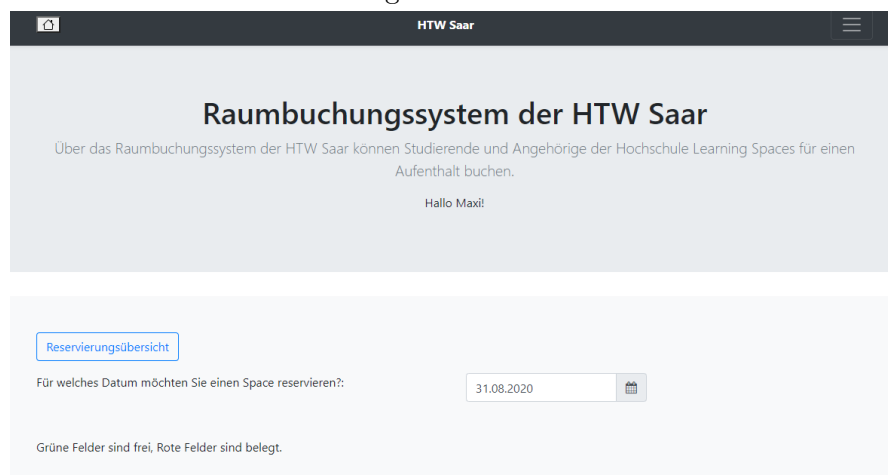 HTW Saar
Raumbuchungssystem der HTW Saar
Über das Raumbuchungssystem der HTW Saar können Studierende und Angehörige der Hochschule Learning Spaces für einen
Aufenthalt buchen.
Hallo Maxi!
Reservierungsübersicht
Für welches Datum möchten Sie einen Space reservieren?:
31.08.2020
Grüne Felder sind frei, Rote Felder sind belegt.